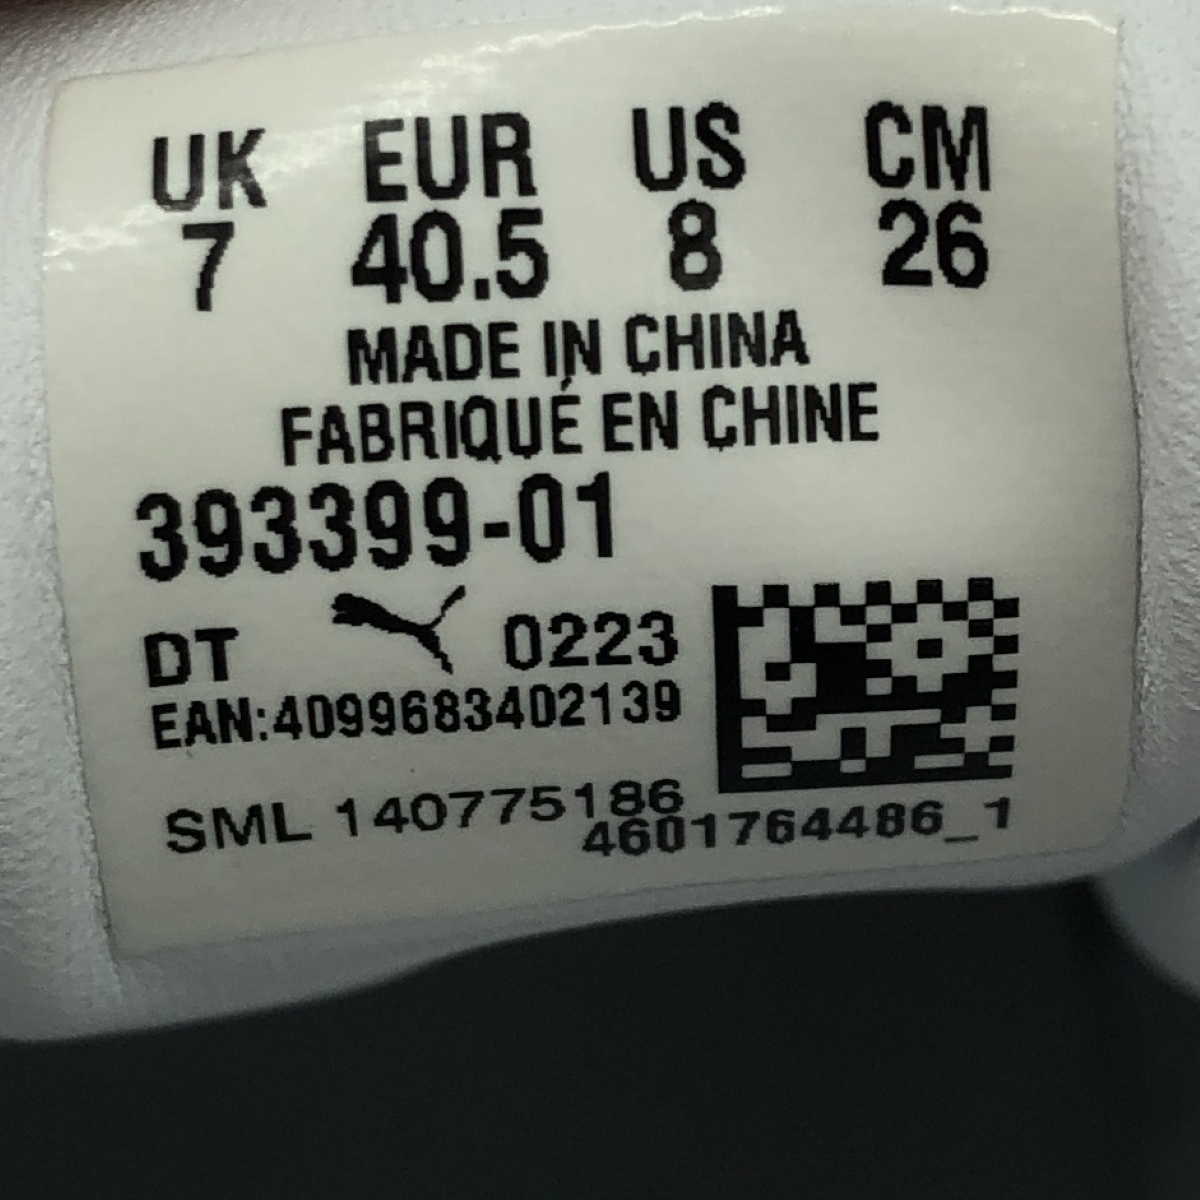 UK EUR US CM
7 40.5 8 26
MADE IN CHINA
FABRIQUÉ EN CHINE
393399-01
DT 0223
EAN:4099683402139
SML 140775186
4601764486_1